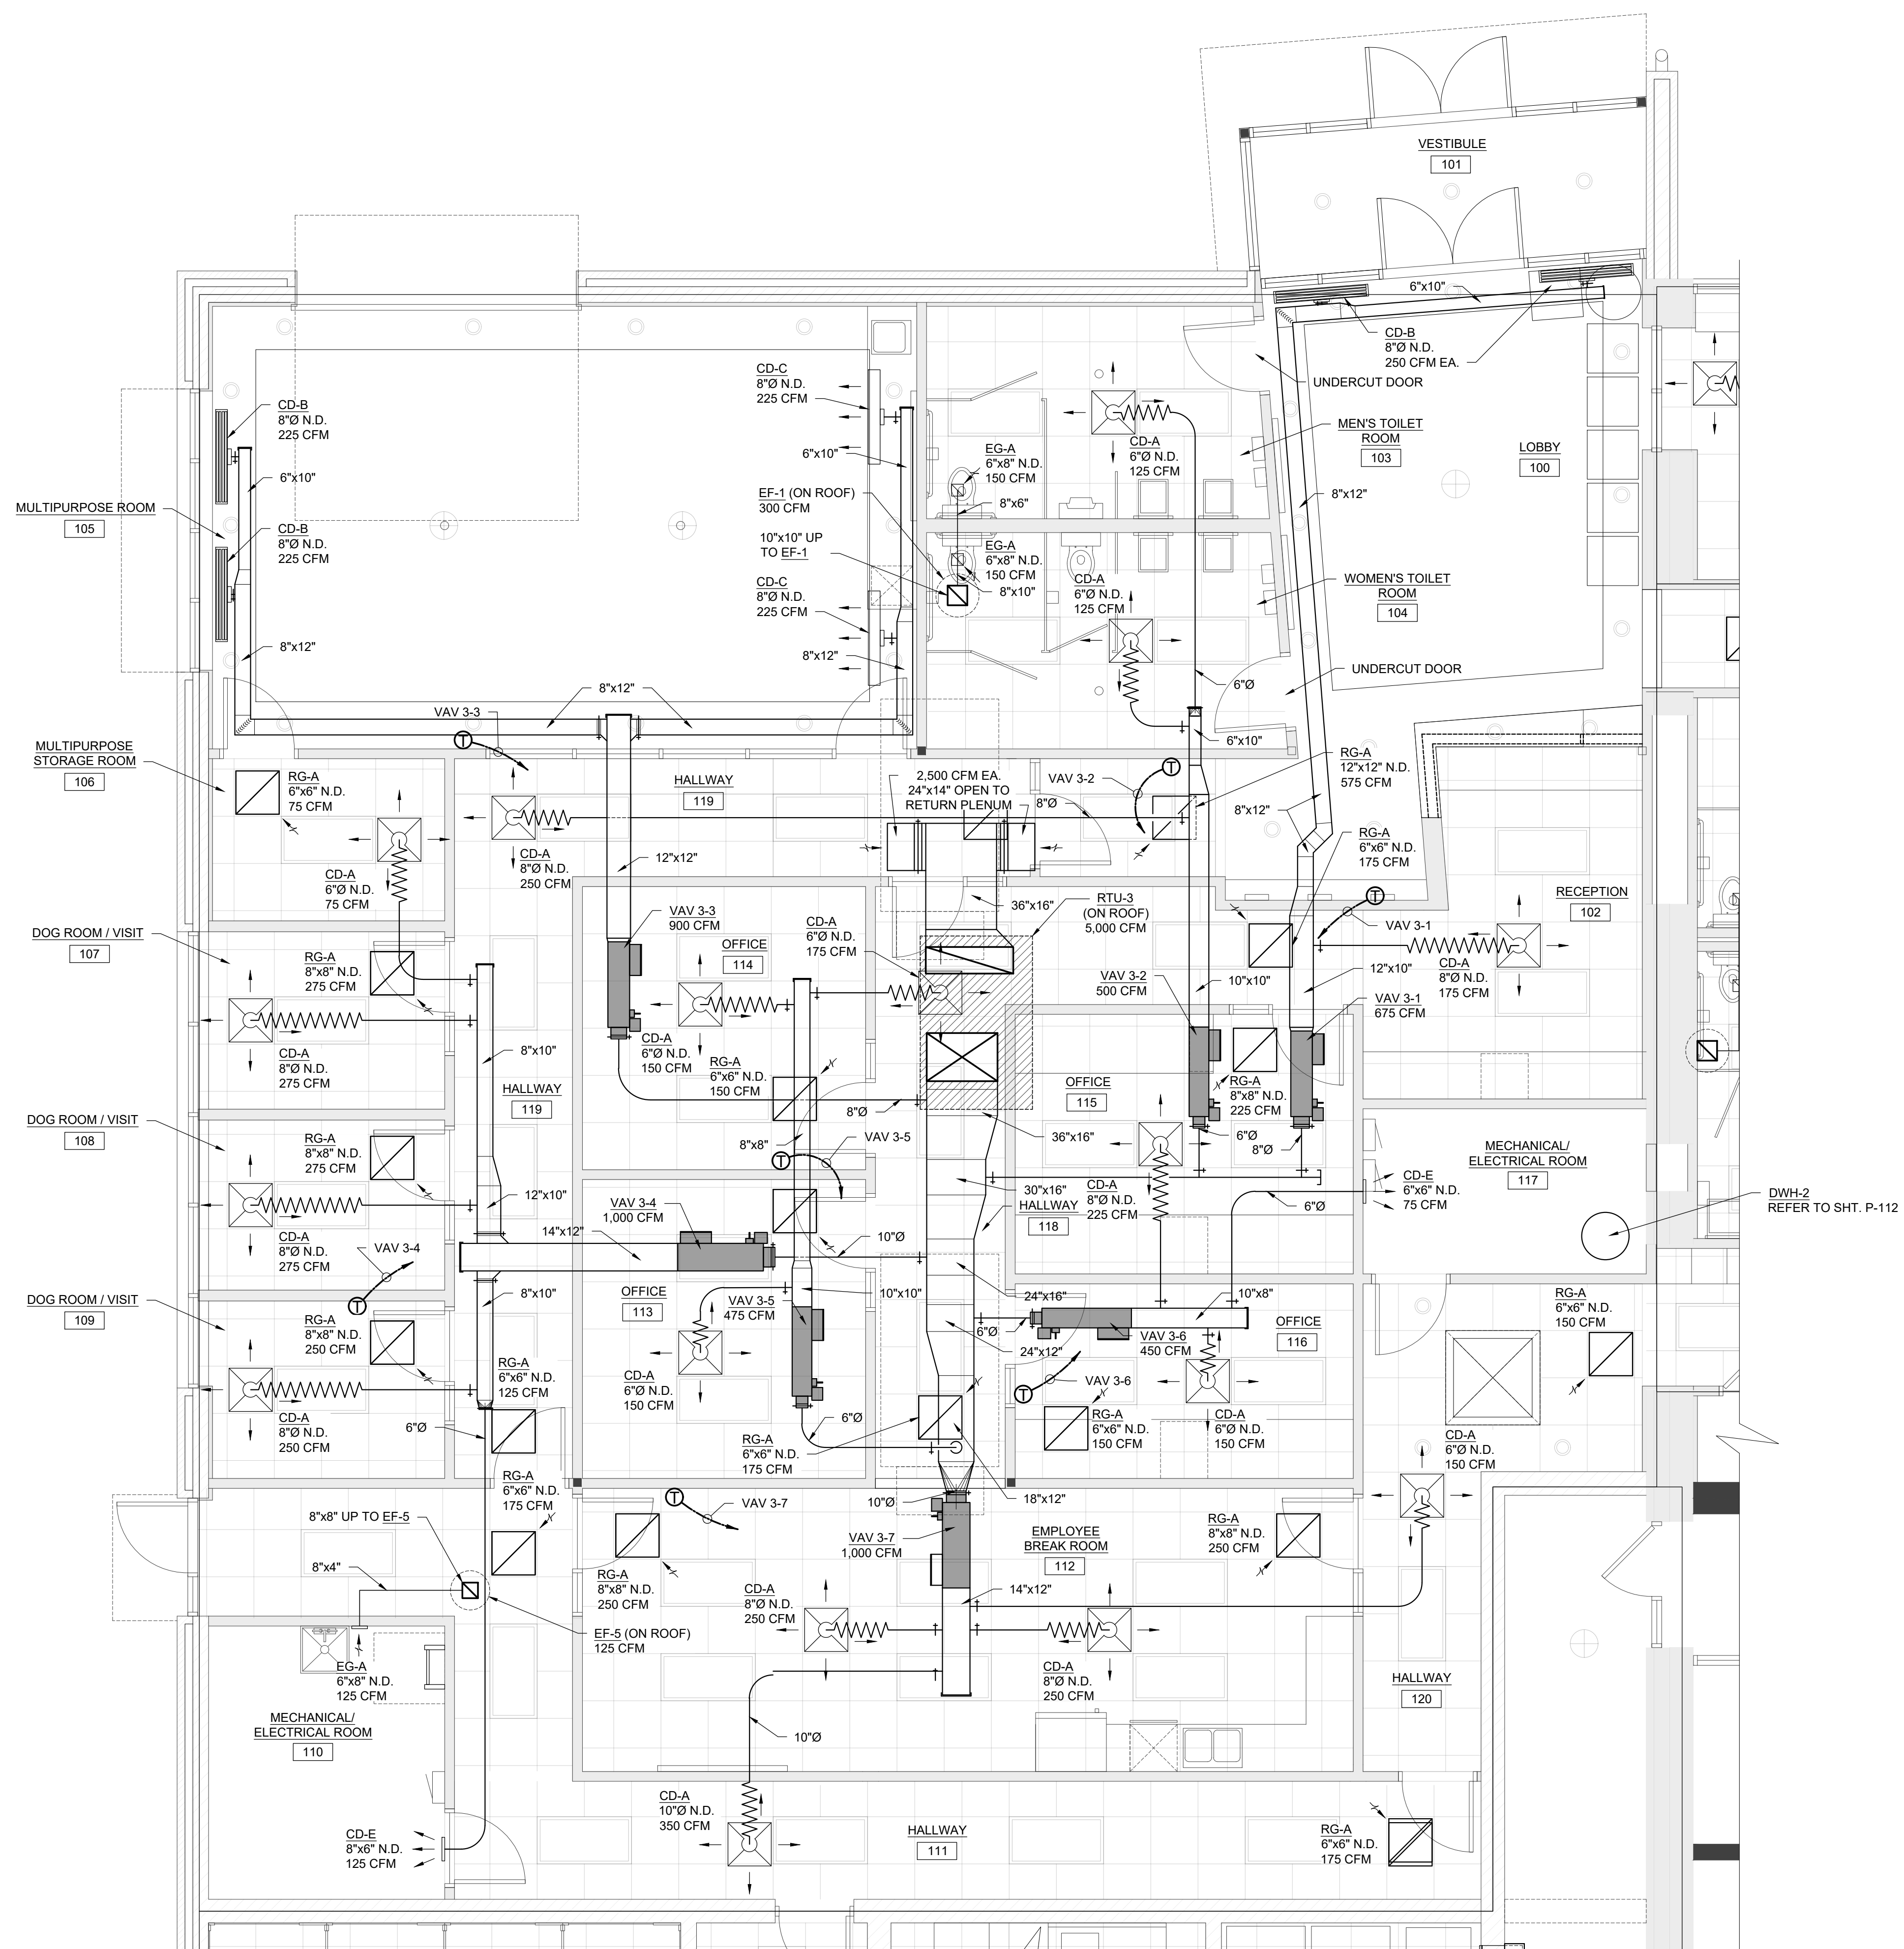 VESTIBULE
101
6"x10"
CD-B
8"Ø N.D.
250 CFM EA.
UNDERCUT DOOR
MEN'S TOILET
ROOM
103
LOBBY
100
8"x12"
CD-C
8"Ø N.D.
225 CFM
CD-B
8"Ø N.D.
225 CFM
6"x10"
6"x10"
EG-A
6"x8" N.D.
150 CFM
CD-A
6"Ø N.D.
125 CFM
EF-1 (ON ROOF)
300 CFM
8"x6"
MULTIPURPOSE ROOM
105
CD-B
8"Ø N.D.
225 CFM
10"x10" UP
TO EF-1
EG-A
6"x8" N.D.
150 CFM
8"x10"
CD-C
8"Ø N.D.
225 CFM
CD-A
6"Ø N.D.
125 CFM
WOMEN'S TOILET
ROOM
104
8"x12"
8"x12"
UNDERCUT DOOR
8"x12"
6"Ø
VAV 3-3
6"x10"
MULTIPURPOSE
STORAGE ROOM
106
RG-A
6"x6" N.D.
75 CFM
HALLWAY
119
2,500 CFM EA.
24"x14" OPEN TO
RETURN PLENUM
VAV 3-2
8"Ø
RG-A
12"x12" N.D.
575 CFM
8"x12"
RG-A
6"x6" N.D.
175 CFM
CD-A
6"Ø N.D.
75 CFM
CD-A
8"Ø N.D.
250 CFM
12"x12"
36"x16"
RTU-3
(ON ROOF)
5,000 CFM
RECEPTION
102
VAV 3-1
DOG ROOM / VISIT
107
RG-A
8"x8" N.D.
275 CFM
VAV 3-3
900 CFM
OFFICE
114
CD-A
6"Ø N.D.
175 CFM
VAV 3-2
500 CFM
10"x10"
12"x10"
CD-A
8"Ø N.D.
175 CFM
VAV 3-1
675 CFM
CD-A
8"Ø N.D.
275 CFM
8"x10"
HALLWAY
119
CD-A
6"Ø N.D.
150 CFM
RG-A
6"x6" N.D.
150 CFM
8"Ø
OFFICE
115
RG-A
8"x8" N.D.
225 CFM
DOG ROOM / VISIT
108
RG-A
8"x8" N.D.
275 CFM
8"x8"
VAV 3-5
36"x16"
6"Ø
8"Ø
MECHANICAL/
ELECTRICAL ROOM
117
CD-E
6"x6" N.D.
75 CFM
12"x10"
VAV 3-4
1,000 CFM
14"x12"
10"Ø
30"x16"
HALLWAY
118
CD-A
8"Ø N.D.
225 CFM
6"Ø
DWH-2
REFER TO SHT. P-112
CD-A
8"Ø N.D.
275 CFM
VAV 3-4
DOG ROOM / VISIT
109
RG-A
8"x8" N.D.
250 CFM
8"x10"
OFFICE
113
VAV 3-5
475 CFM
10"x10"
24"x16"
6"Ø
24"x12"
10"x8"
VAV 3-6
450 CFM
OFFICE
116
RG-A
6"x6" N.D.
150 CFM
RG-A
6"x6" N.D.
125 CFM
CD-A
6"Ø N.D.
150 CFM
VAV 3-6
CD-A
8"Ø N.D.
250 CFM
6"Ø
6"Ø
RG-A
6"x6" N.D.
175 CFM
RG-A
6"x6" N.D.
150 CFM
CD-A
6"Ø N.D.
150 CFM
CD-A
6"Ø N.D.
150 CFM
RG-A
6"x6" N.D.
175 CFM
8"x8" UP TO EF-5
VAV 3-7
10"Ø
18"x12"
VAV 3-7
1,000 CFM
EMPLOYEE
BREAK ROOM
112
RG-A
8"x8" N.D.
250 CFM
8"x4"
RG-A
8"x8" N.D.
250 CFM
CD-A
8"Ø N.D.
250 CFM
14"x12"
EF-5 (ON ROOF)
125 CFM
EG-A
6"x8" N.D.
125 CFM
CD-A
8"Ø N.D.
250 CFM
HALLWAY
120
MECHANICAL/
ELECTRICAL ROOM
110
10"Ø
CD-A
10"Ø N.D.
350 CFM
CD-E
8"x6" N.D.
125 CFM
HALLWAY
111
RG-A
6"x6" N.D.
175 CFM
T
T
T
T
T
T
T